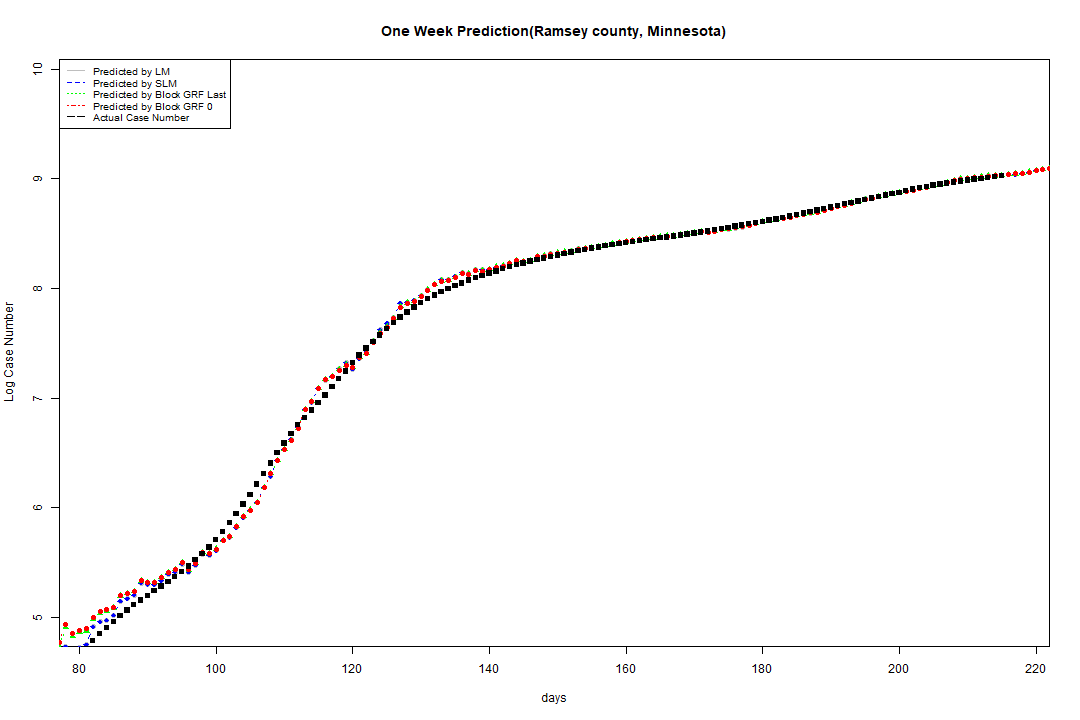 One Week Prediction(Ramsey county, Minnesota)
Predicted by LM
Predicted by SLM
Predicted by Block GRF Last
Predicted by Block GRF 0
Actual Case Number
10
9
8
7
6
5
Log Case Number
80 100 120 140 160 180 200 220
days